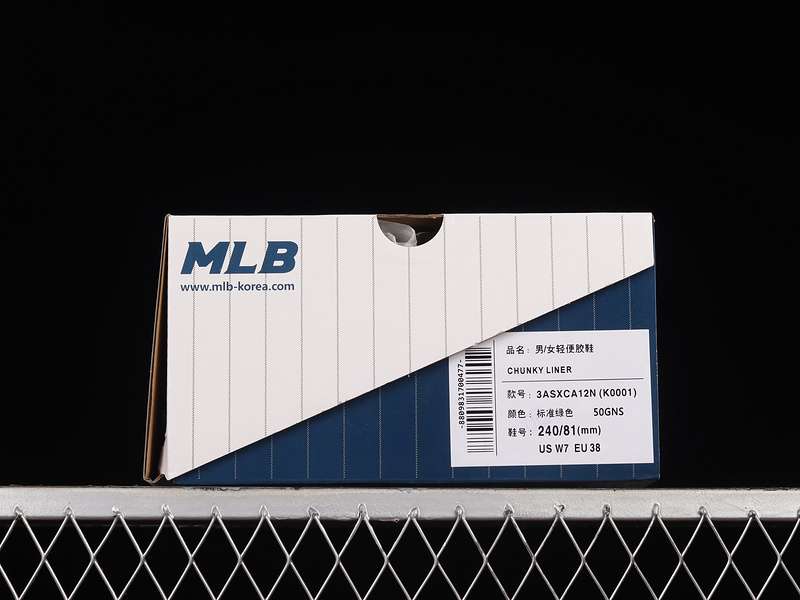 MLB
www.mlb-korea.com
-8809831700477-
品名：男/女轻便胶鞋
CHUNKY LINER
款号：3ASXCA12N (K0001)
颜色：标准绿色 50GNS
鞋号：240/81(mm)
US W7 EU 38